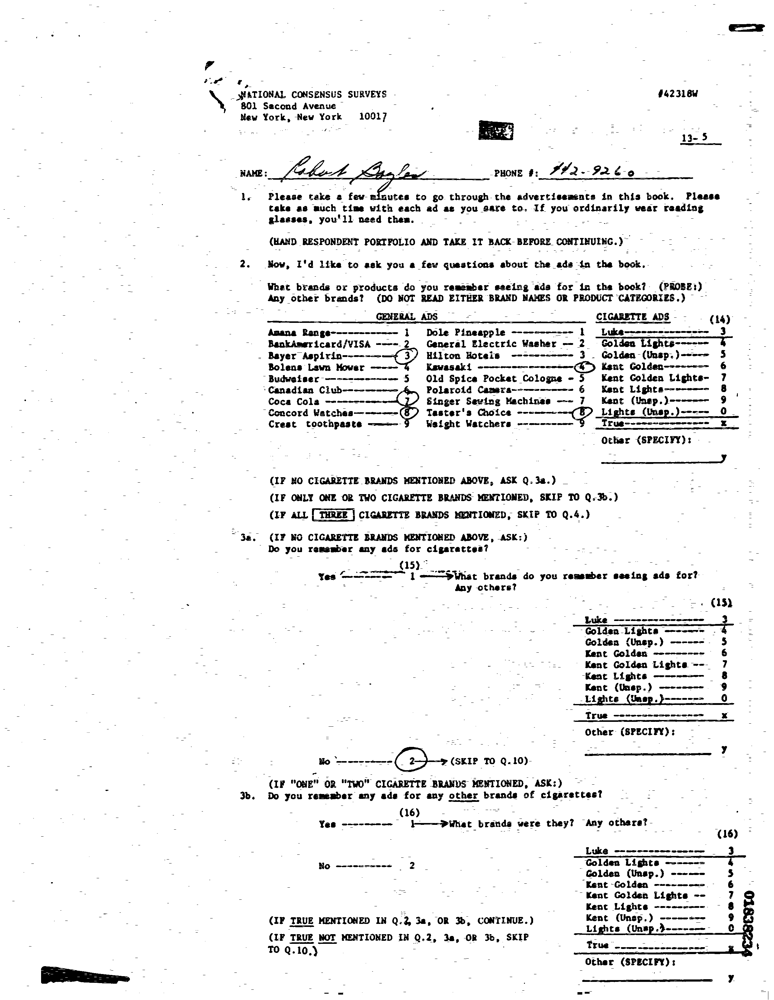 NATIONAL CONSENSUS SURVEYS #42318W
801 Second Avenue
New York, New York 10017
13-5
NAME: Robert PHONE #: 442-9260
1. Please take a few minutes to go through the advertisements in this book. Please
take as much time with each ad as you care to. If you ordinarily wear reading
glasses, you'll need them.
(HAND RESPONDENT PORTFOLIO AND TAKE IT BACK BEFORE CONTINUING.)
2. Now, I'd like to ask you a few questions about the ads in the book.
What brands or products do you remember seeing ads for in the book? (PROBE:)
Any other brands? (DO NOT READ EITHER BRAND NAMES OR PRODUCT CATEGORIES.)
GENERAL ADS CIGARETTE ADS (14)
Amana Range------------ 1 Dole Pineapple ----------- 1 Luke---------------- 3
BankAmericard/VISA ---- 2 General Electric Washer -- 2 Golden Lights------ 4
Bayer Aspirin---------- 3 Hilton Hotels ----------- 3 Golden (Unsp.)----- 5
Bolens Lawn Mower ----- 4 Kawasaki ----------------- 4 Kent Golden-------- 6
Budweiser ------------- 5 Old Spice Pocket Cologne - 5 Kent Golden Lights- 7
Canadian Club---------- 6 Polaroid Camera----------- 6 Kent Lights ------- 8
Coca Cola ------------- 7 Singer Sewing Machines --- 7 Kent (Unsp.)------- 9
Concord Watches-------- 8 Taster's Choice ---------- 8 Lights (Unsp.)----- 0
Crest toothpaste ------ 9 Weight Watchers ---------- 9 True--------------- x
Other (SPECIFY):
y
(IF NO CIGARETTE BRANDS MENTIONED ABOVE, ASK Q.3a.)
(IF ONLY ONE OR TWO CIGARETTE BRANDS MENTIONED, SKIP TO Q.3b.)
(IF ALL THREE CIGARETTE BRANDS MENTIONED, SKIP TO Q.4.)
3a. (IF NO CIGARETTE BRANDS MENTIONED ABOVE, ASK:)
Do you remember any ads for cigarettes?
(15)
Yes --------- 1 ----> What brands do you remember seeing ads for?
Any others?
(15)
Luke ---------------- 3
Golden Lights ------- 4
Golden (Unsp.) ------ 5
Kent Golden --------- 6
Kent Golden Lights -- 7
Kent Lights --------- 8
Kent (Unsp.) -------- 9
Lights (Unsp.)------- 0
True ---------------- x
Other (SPECIFY):
y
No ---------- 2 ---> (SKIP TO Q.10)
(IF "ONE" OR "TWO" CIGARETTE BRANDS MENTIONED, ASK:)
3b. Do you remember any ads for any other brands of cigarettes?
(16)
Yes --------- 1 ----> What brands were they? Any others?
(16)
Luke ---------------- 3
No ---------- 2 Golden Lights ------- 4
Golden (Unsp.) ------ 5
Kent Golden --------- 6
Kent Golden Lights -- 7
Kent Lights --------- 8
(IF TRUE MENTIONED IN Q.2, 3a, OR 3b, CONTINUE.) Kent (Unsp.) -------- 9
Lights (Unsp.)------- 0
(IF TRUE NOT MENTIONED IN Q.2, 3a, OR 3b, SKIP
TO Q.10.) True ---------------- x
Other (SPECIFY):
y
01838234